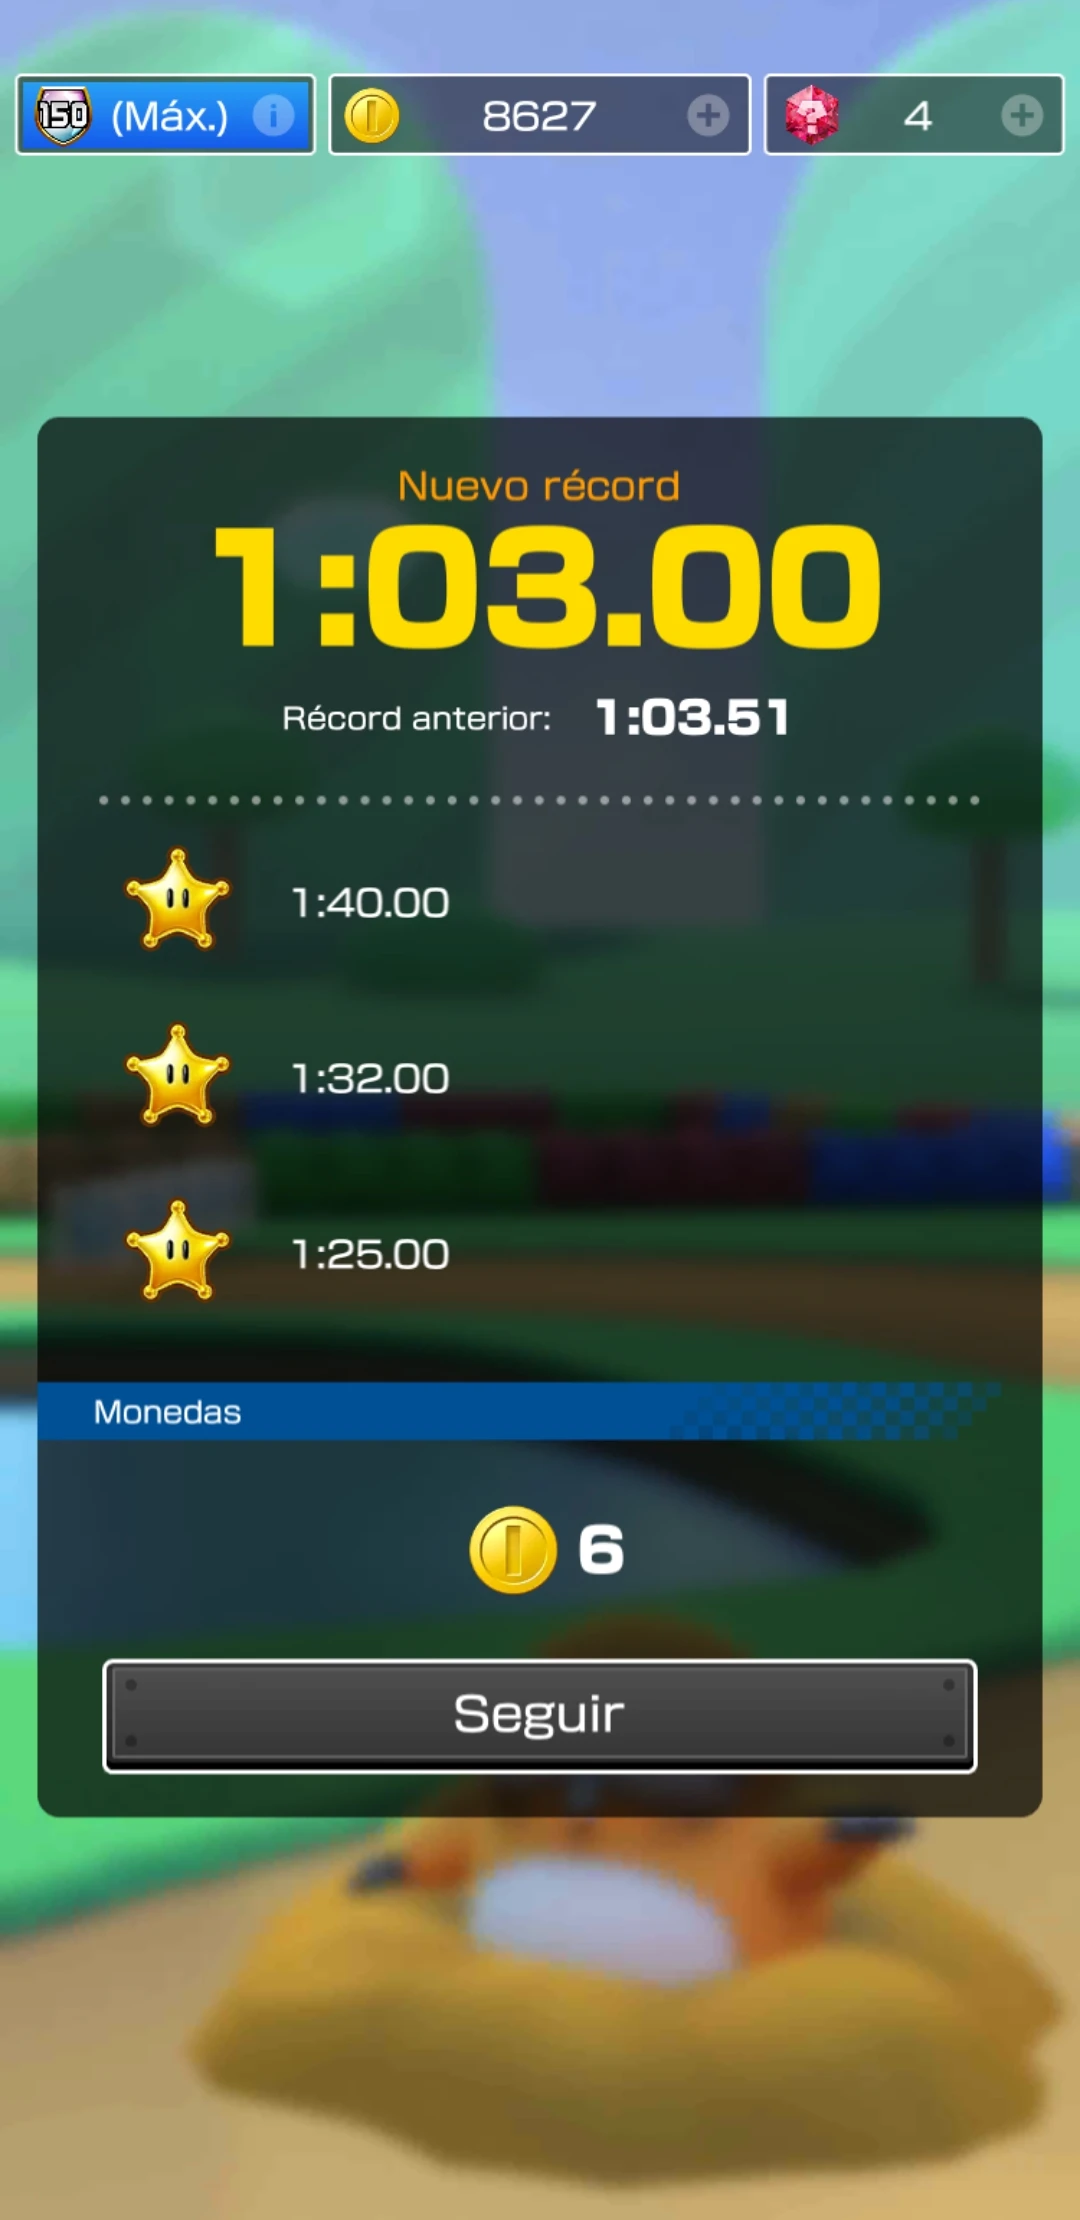 150 (Máx.) i 8627 + ? 4 +
Nuevo récord
1:03.00
Récord anterior: 1:03.51
1:40.00
1:32.00
1:25.00
Monedas
6
Seguir